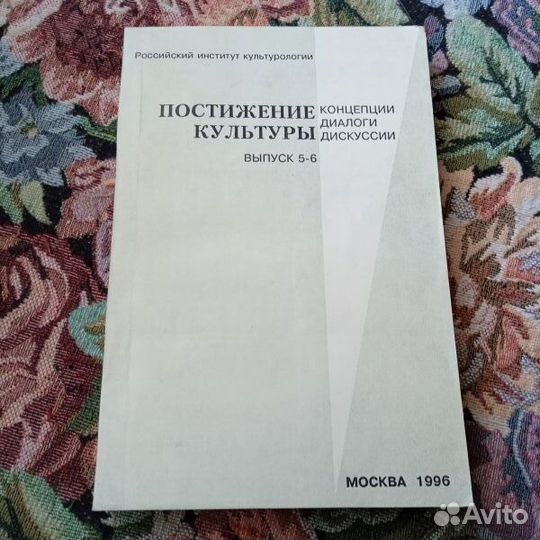 Российский институт культурологии
ПОСТИЖЕНИЕ
КУЛЬТУРЫ
КОНЦЕПЦИИ
ДИАЛОГИ
ДИСКУССИИ
ВЫПУСК 5-6
МОСКВА 1996
Avito